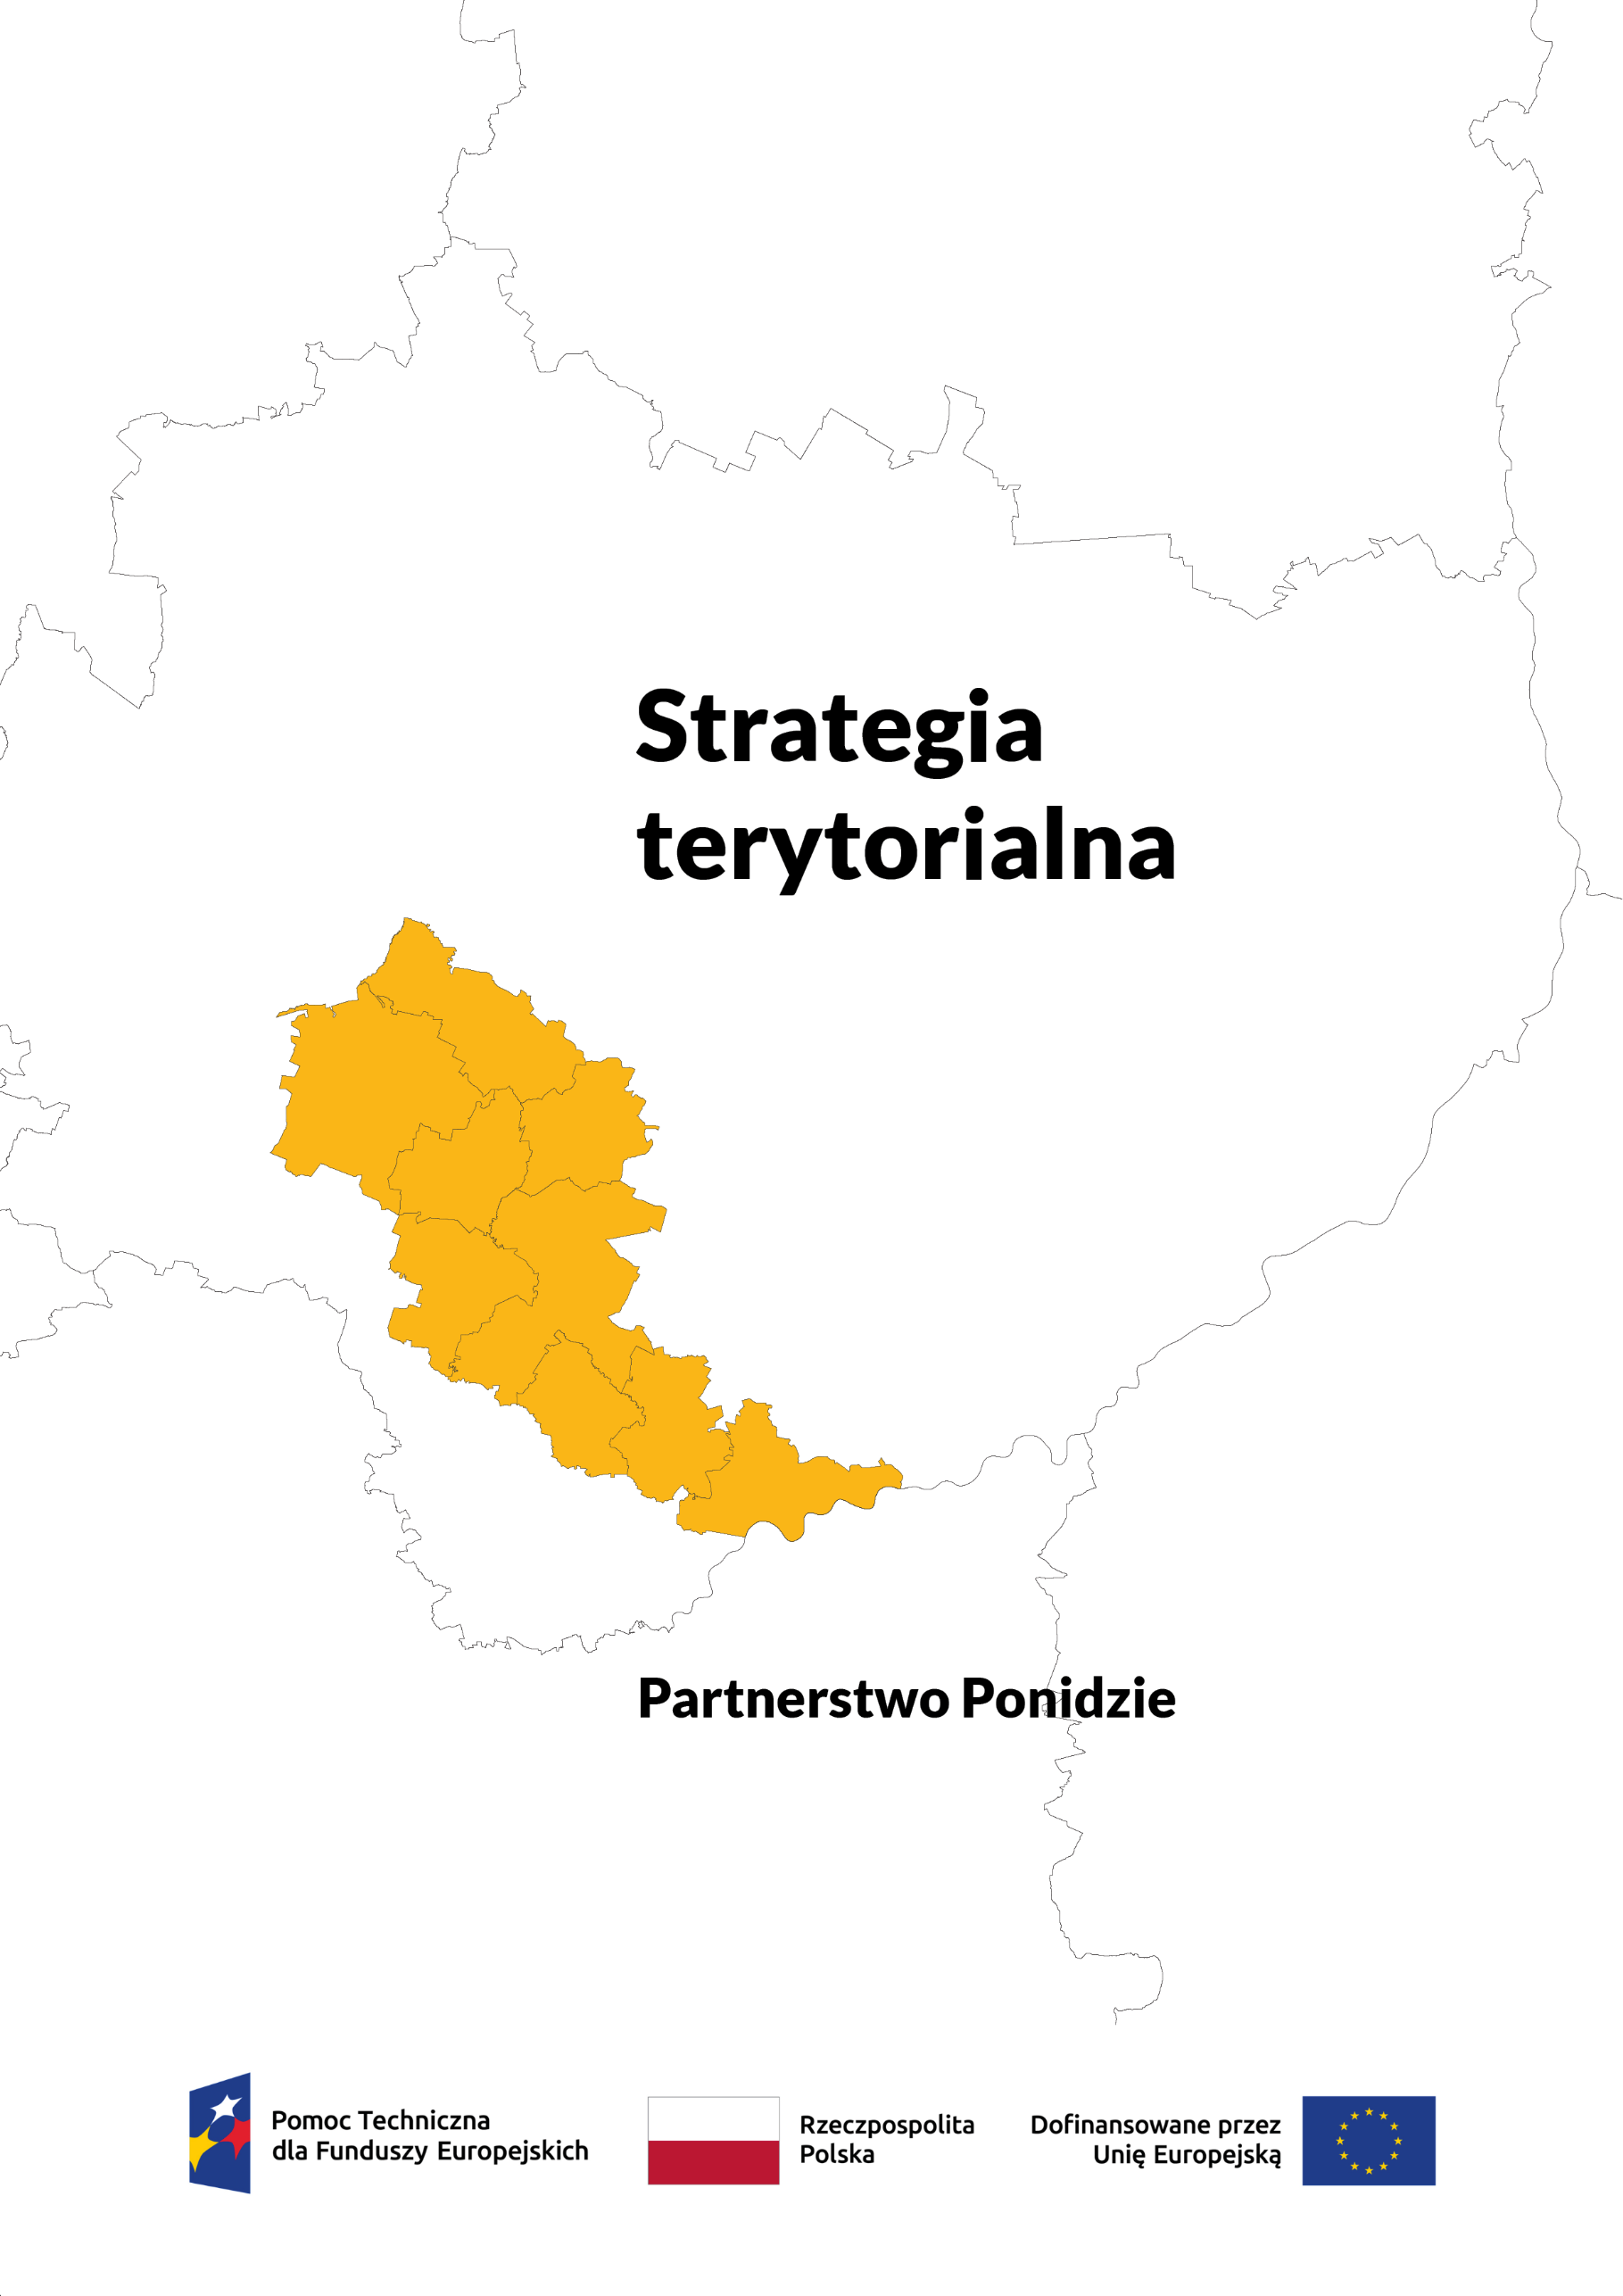 Strategia
terytorialna
Partnerstwo Ponidzie
Pomoc Techniczna
dla Funduszy Europejskich
Rzeczpospolita
Polska
Dofinansowane przez
Unię Europejską